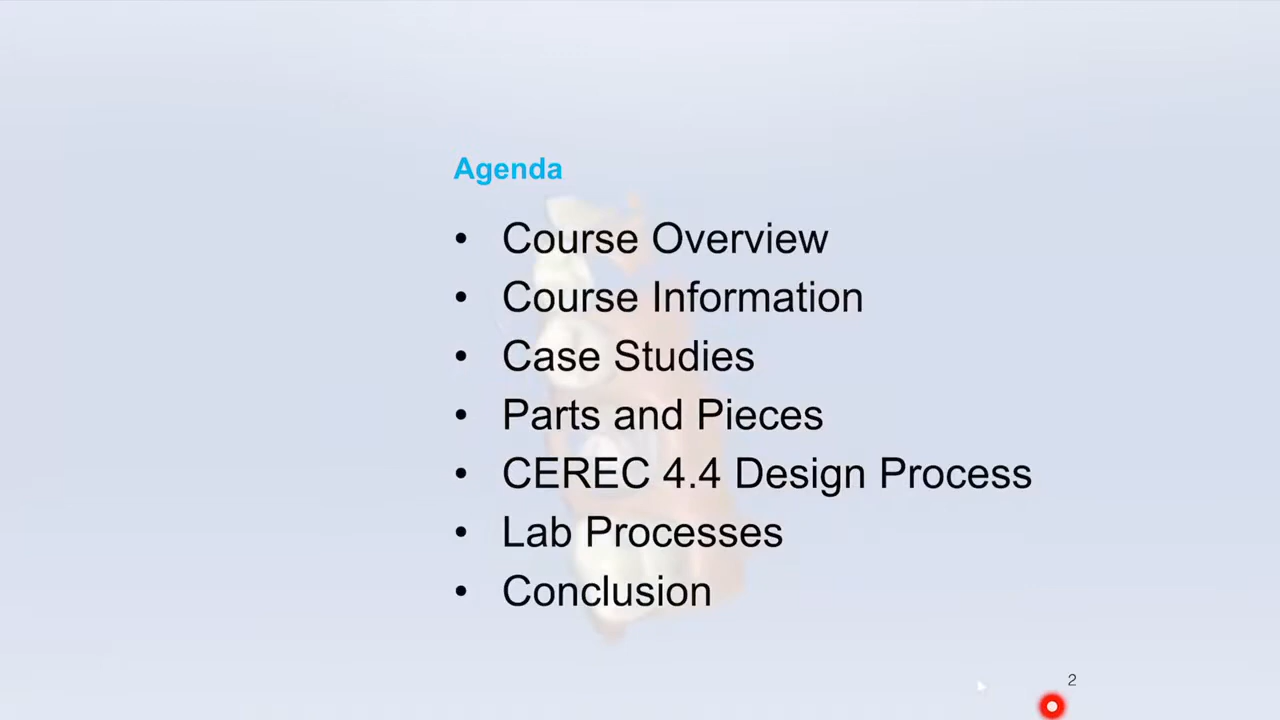 Agenda
• Course Overview
• Course Information
• Case Studies
• Parts and Pieces
• CEREC 4.4 Design Process
• Lab Processes
• Conclusion
2